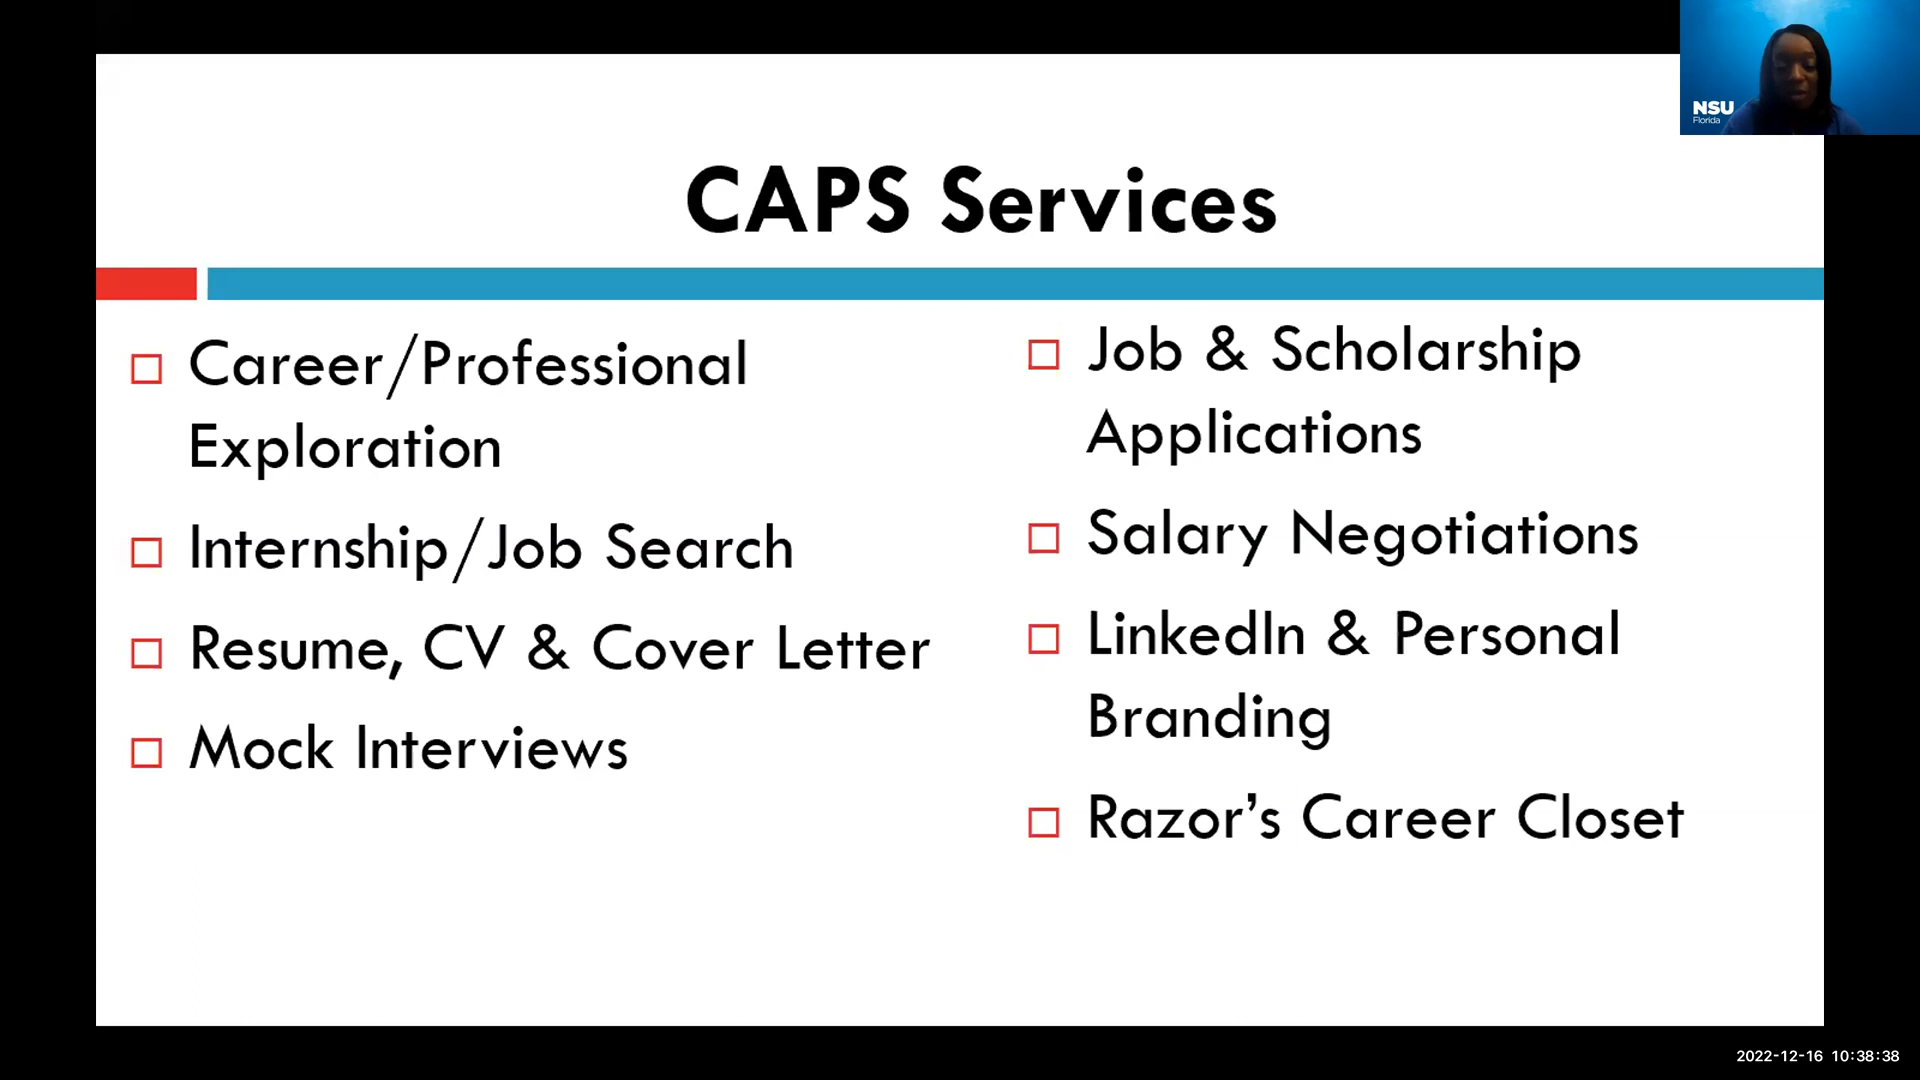 NSU
Florida
CAPS Services
Career/Professional
Exploration
Internship/Job Search
Resume, CV & Cover Letter
Mock Interviews
Job & Scholarship
Applications
Salary Negotiations
LinkedIn & Personal
Branding
Razor’s Career Closet
2022-12-16 10:38:38